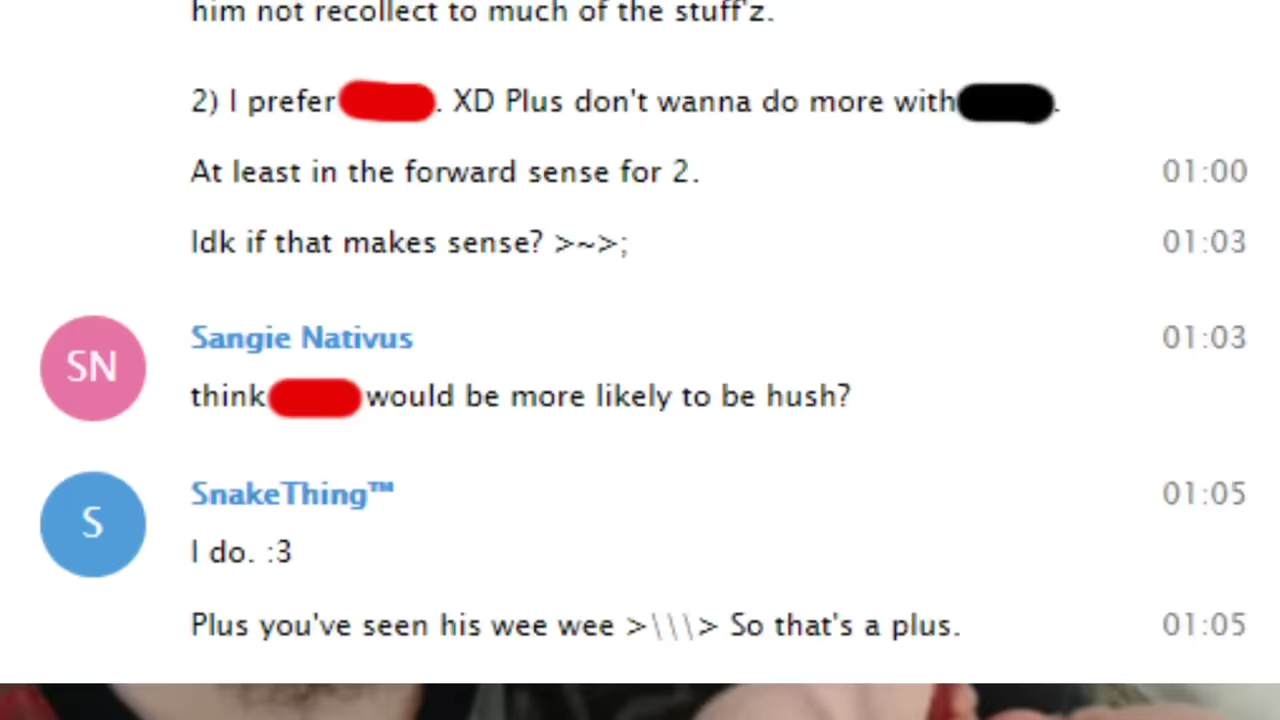 him not recollect to much of the stuff'z.
2) I prefer . XD Plus don't wanna do more with .
At least in the forward sense for 2. 01:00
Idk if that makes sense? >~>; 01:03
Sangie Nativus 01:03
SN
think would be more likely to be hush?
SnakeThing™ 01:05
S
I do. :3
Plus you've seen his wee wee >\\\> So that's a plus. 01:05